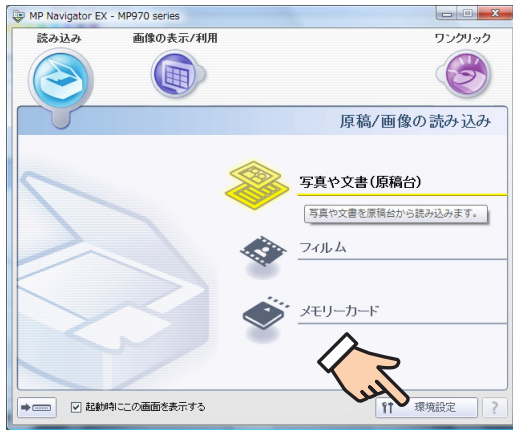 MP Navigator EX - MP970 series
読み込み
画像の表示/利用
ワンクリック
原稿/画像の読み込み
写真や文書(原稿台)
写真や文書を原稿台から読み込みます。
フィルム
メモリーカード
起動時にこの画面を表示する
環境設定
?